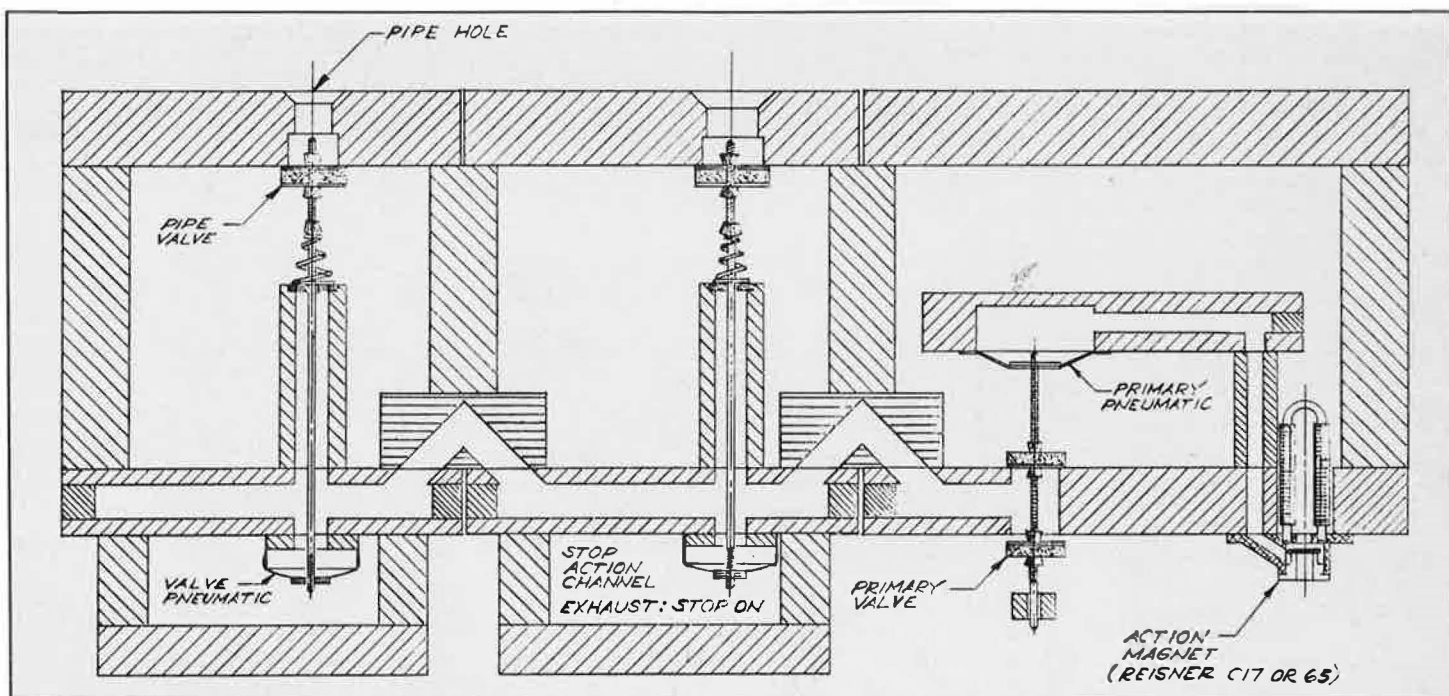 PIPE HOLE
PIPE
VALVE
PRIMARY
PNEUMATIC
VALVE
PNEUMATIC
STOP
ACTION
CHANNEL
EXHAUST: STOP ON
PRIMARY
VALVE
ACTION
MAGNET
(REISNER C17 OR 65)